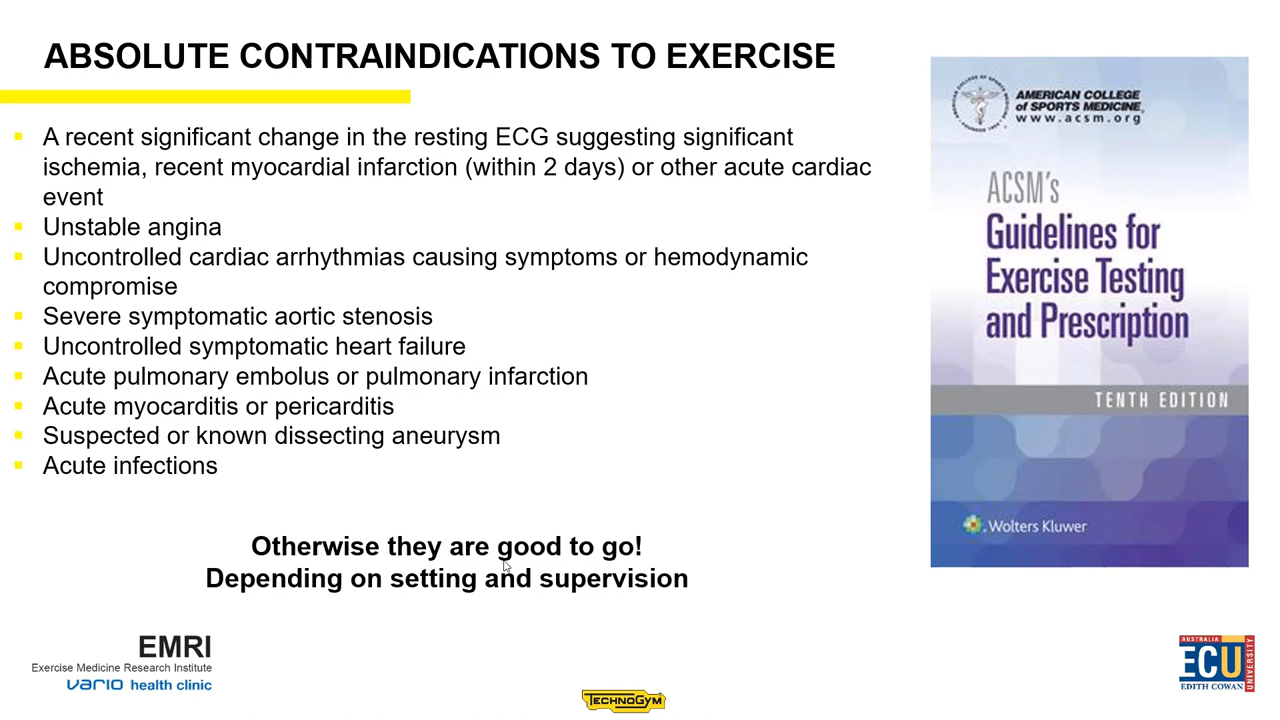 ABSOLUTE CONTRAINDICATIONS TO EXERCISE
A recent significant change in the resting ECG suggesting significant
ischemia, recent myocardial infarction (within 2 days) or other acute cardiac
event
Unstable angina
Uncontrolled cardiac arrhythmias causing symptoms or hemodynamic
compromise
Severe symptomatic aortic stenosis
Uncontrolled symptomatic heart failure
Acute pulmonary embolus or pulmonary infarction
Acute myocarditis or pericarditis
Suspected or known dissecting aneurysm
Acute infections
Otherwise they are good to go!
Depending on setting and supervision
AMERICAN COLLEGE
of SPORTS MEDICINE
www.acsm.org
ACSM's
Guidelines for
Exercise Testing
and Prescription
TENTH EDITION
Wolters Kluwer
EMRI
Exercise Medicine Research Institute
vario health clinic
TECHNOGYM
AUSTRALIA
ECU
EDITH COWAN
UNIVERSITY